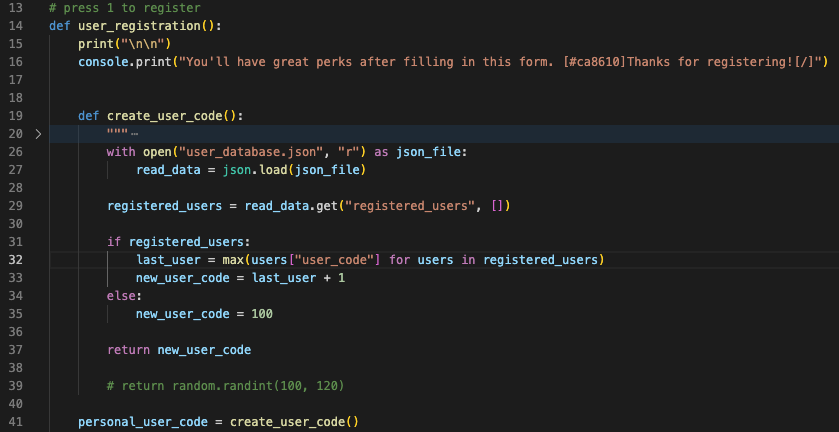 13 # press 1 to register
14 def user_registration():
15     print("\n\n")
16     console.print("You'll have great perks after filling in this form. [#ca8610]Thanks for registering![/]")
17
18
19     def create_user_code():
20 >       """…
26         with open("user_database.json", "r") as json_file:
27             read_data = json.load(json_file)
28
29         registered_users = read_data.get("registered_users", [])
30
31         if registered_users:
32             last_user = max(users["user_code"] for users in registered_users)
33             new_user_code = last_user + 1
34         else:
35             new_user_code = 100
36
37         return new_user_code
38
39         # return random.randint(100, 120)
40
41     personal_user_code = create_user_code()